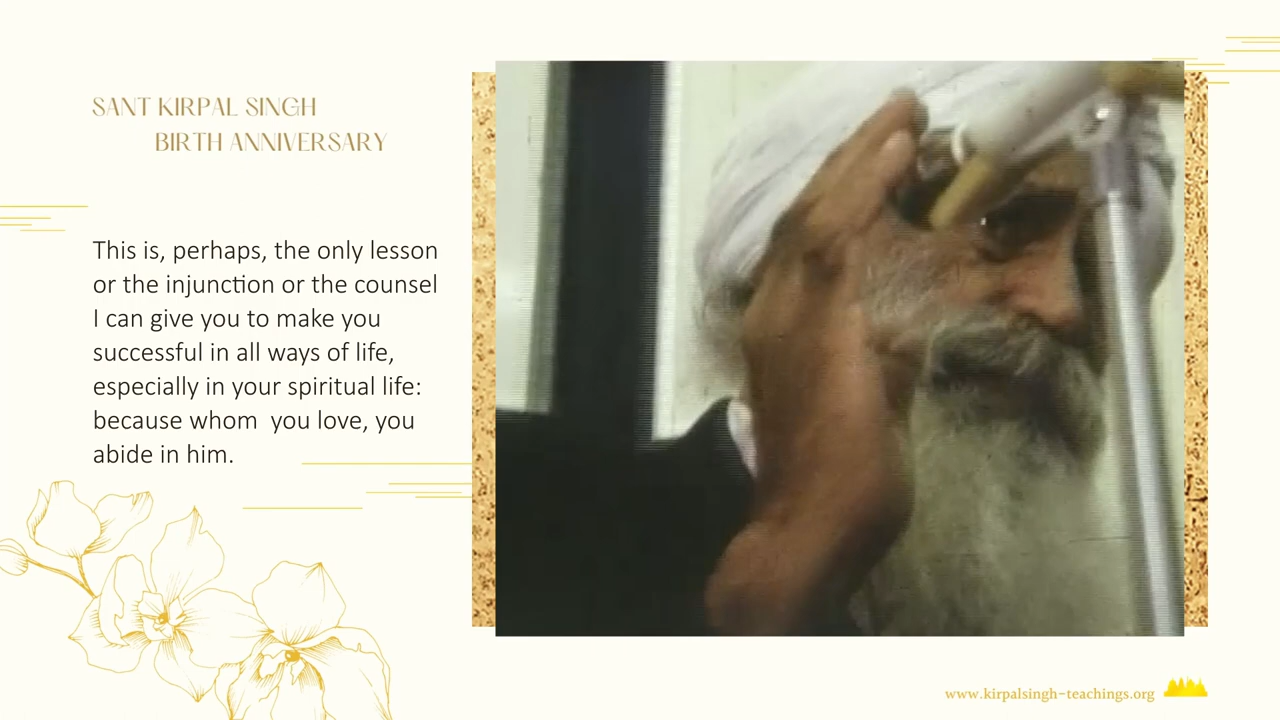 SANT KIRPAL SINGH
BIRTH ANNIVERSARY
This is, perhaps, the only lesson
or the injunction or the counsel
I can give you to make you
successful in all ways of life,
especially in your spiritual life:
because whom  you love, you
abide in him.
www.kirpalsingh-teachings.org